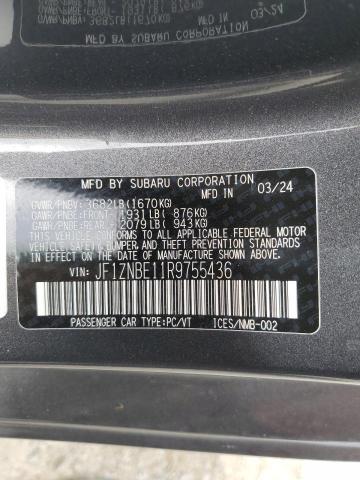 MFD BY SUBARU CORPORATION 03/24
GVWR/PNBV: 3682LB(1670KG)
GAWR/PNBE:FRONT- 1931LB( 876KG)
GAWR/PNBE:REAR- 2079LB( 943KG)
THIS VEHICLE CONFORMS TO ALL APPLICABLE FEDERAL MOTOR
VEHICLE SAFETY, BUMPER, AND THEFT PREVENTION STANDARDS
IN EFFECT ON THE DATE OF MANUFACTURE SHOWN ABOVE.
VIN: JF1ZNBE11R9755436
PASSENGER CAR TYPE:PC/VT ICES/NMB-002